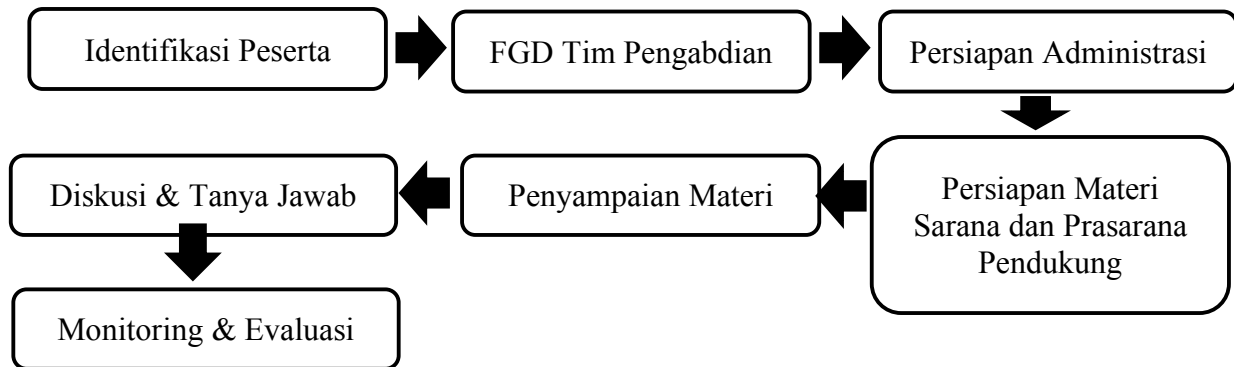 Identifikasi Peserta
FGD Tim Pengabdian
Persiapan Administrasi
Persiapan Materi
Sarana dan Prasarana
Pendukung
Penyampaian Materi
Diskusi & Tanya Jawab
Monitoring & Evaluasi